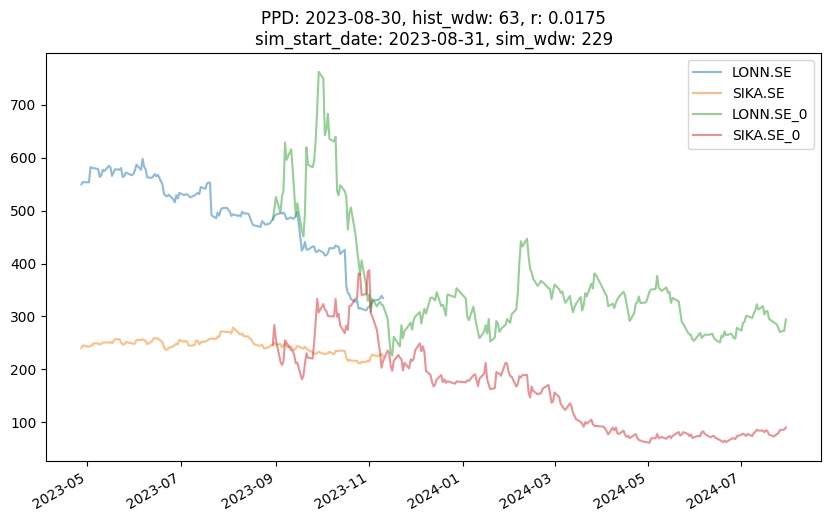 PPD: 2023-08-30, hist_wdw: 63, r: 0.0175
sim_start_date: 2023-08-31, sim_wdw: 229
LONN.SE
SIKA.SE
LONN.SE_0
SIKA.SE_0
700
600
500
400
300
200
100
2023-05
2023-07
2023-09
2023-11
2024-01
2024-03
2024-05
2024-07